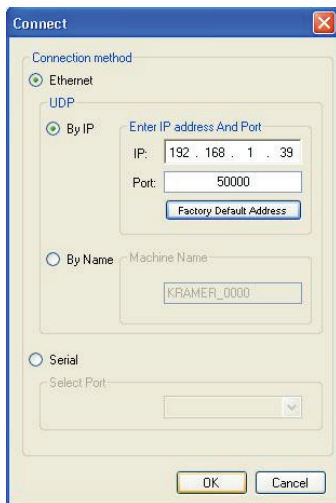 Connect
Connection method
Ethernet
UDP
By IP
Enter IP address And Port
IP: 192 . 168 . 1 . 39
Port: 50000
Factory Default Address
By Name
Machine Name
KRAMER_0000
Serial
Select Port
OK Cancel